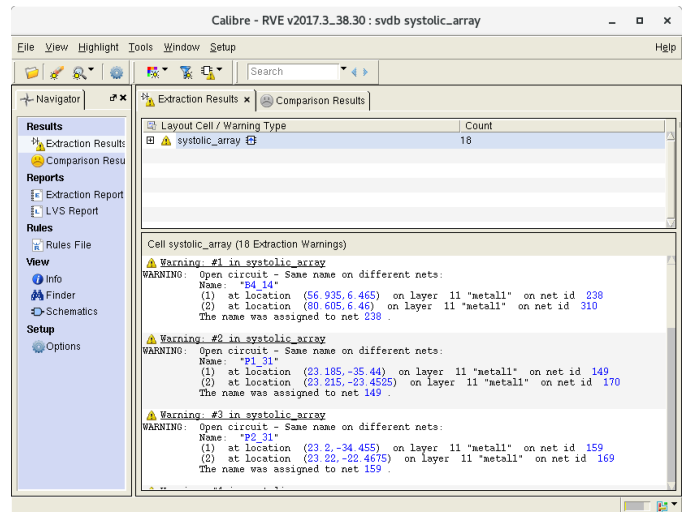 Calibre - RVE v2017.3_38.30 : svdb systolic_array
File View Highlight Tools Window Setup Help
Search
Navigator
Results
Extraction Results
Comparison Resu
Reports
Extraction Report
LVS Report
Rules
Rules File
View
Info
Finder
Schematics
Setup
Options
Extraction Results Comparison Results
Layout Cell / Warning Type Count
systolic_array 18
Cell systolic_array (18 Extraction Warnings)
Warning: #1 in systolic_array
WARNING: Open circuit - Same name on different nets:
Name: "B4_14"
(1) at location (56.935,6.465) on layer 11 "metal1" on net id 238
(2) at location (80.605,6.46) on layer 11 "metal1" on net id 310
The name was assigned to net 238 .
Warning: #2 in systolic_array
WARNING: Open circuit - Same name on different nets:
Name: "P1_31"
(1) at location (23.185,-35.44) on layer 11 "metal1" on net id 149
(2) at location (23.215,-23.4525) on layer 11 "metal1" on net id 170
The name was assigned to net 149 .
Warning: #3 in systolic_array
WARNING: Open circuit - Same name on different nets:
Name: "P2_31"
(1) at location (23.2,-34.455) on layer 11 "metal1" on net id 159
(2) at location (23.22,-22.4675) on layer 11 "metal1" on net id 169
The name was assigned to net 159 .